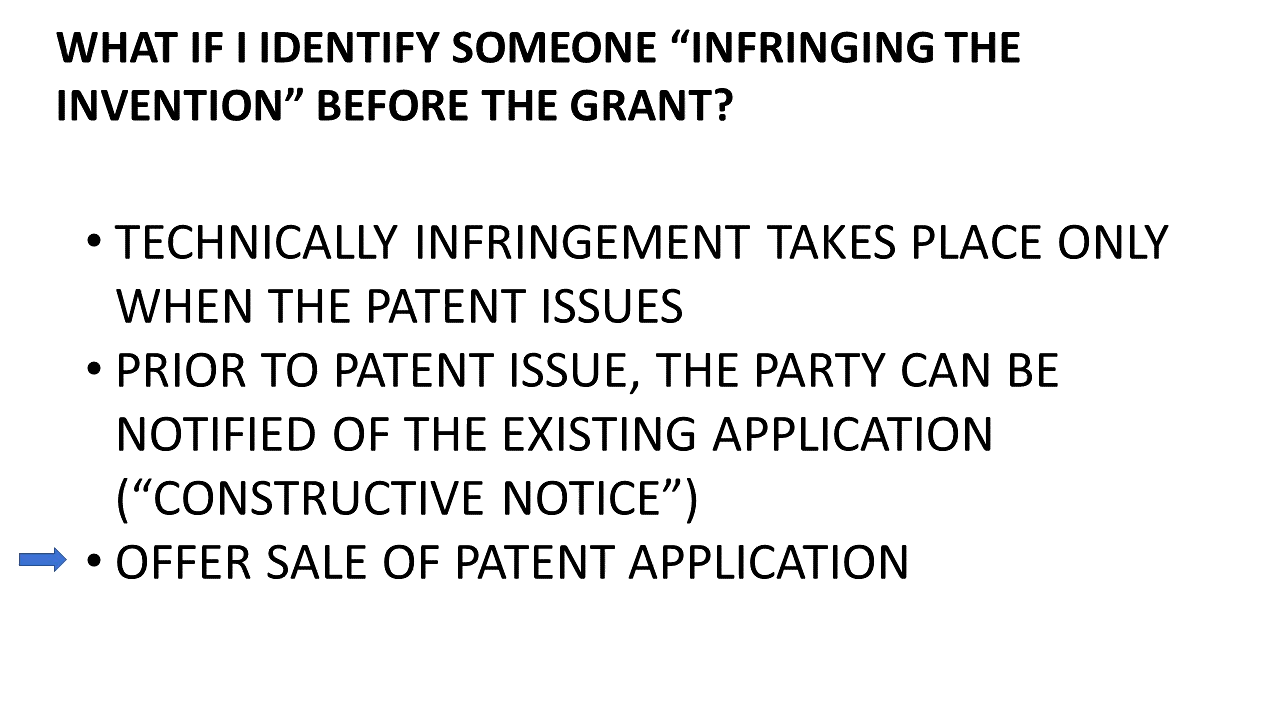 WHAT IF I IDENTIFY SOMEONE “INFRINGING THE
INVENTION” BEFORE THE GRANT?
• TECHNICALLY INFRINGEMENT TAKES PLACE ONLY
WHEN THE PATENT ISSUES
• PRIOR TO PATENT ISSUE, THE PARTY CAN BE
NOTIFIED OF THE EXISTING APPLICATION
(“CONSTRUCTIVE NOTICE”)
• OFFER SALE OF PATENT APPLICATION